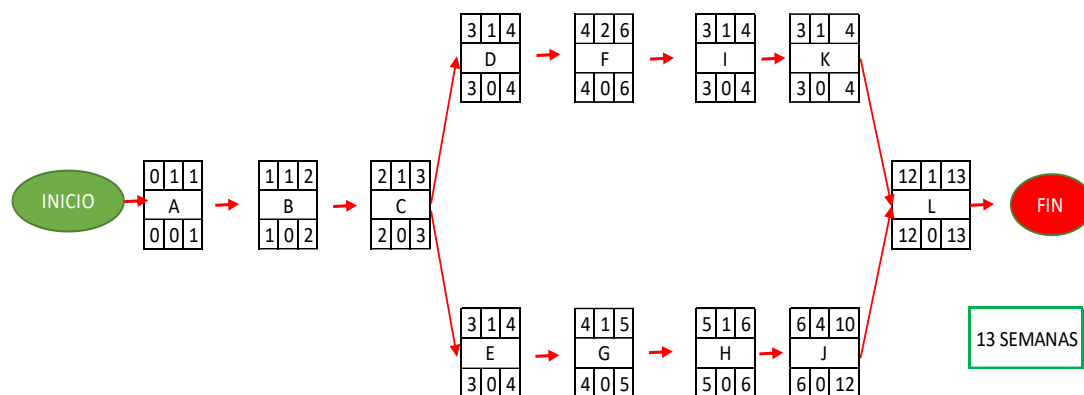 3 1 4
D
3 0 4
4 2 6
F
4 0 6
3 1 4
I
3 0 4
3 1 4
K
3 0 4
INICIO
0 1 1
A
0 0 1
1 1 2
B
1 0 2
2 1 3
C
2 0 3
12 1 13
L
12 0 13
FIN
3 1 4
E
3 0 4
4 1 5
G
4 0 5
5 1 6
H
5 0 6
6 4 10
J
6 0 12
13 SEMANAS